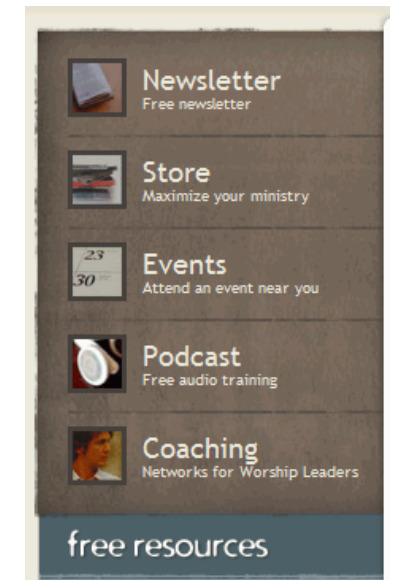 Newsletter
Free newsletter
Store
Maximize your ministry
23
30
Events
Attend an event near you
Podcast
Free audio training
Coaching
Networks for Worship Leaders
free resources